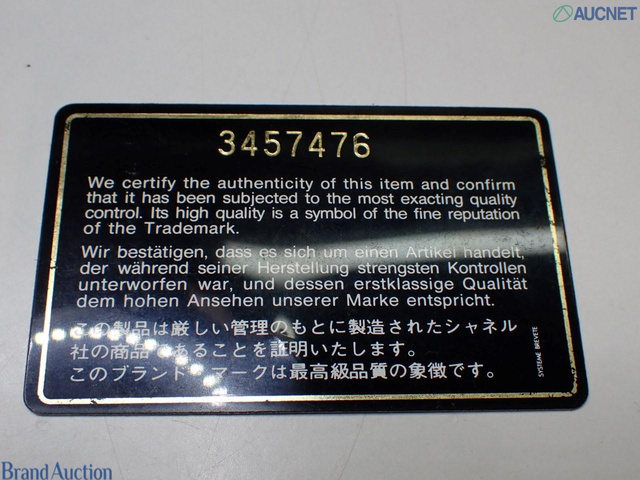 AUCNET
3457476
We certify the authenticity of this item and confirm
that it has been subjected to the most exacting quality
control. Its high quality is a symbol of the fine reputation
of the Trademark.
Wir bestätigen, dass es sich um einen Artikel handelt,
der während seiner Herstellung strengsten Kontrollen
unterworfen war, und dessen erstklassige Qualität
dem hohen Ansehen unserer Marke entspricht.
この製品は厳しい管理のもとに製造されたシャネル
社の商品であることを証明いたします。
このブランド・マークは最高級品質の象徴です。
SYSTEME BREVETE
Brand Auction